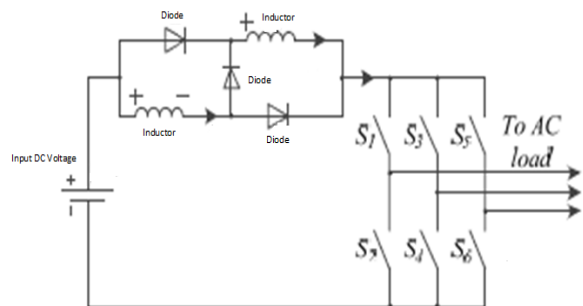 Diode
Inductor
+
Diode
+ −
Inductor
Diode
Input DC Voltage
+
S1 S3 S5
To AC
load
S4 S6